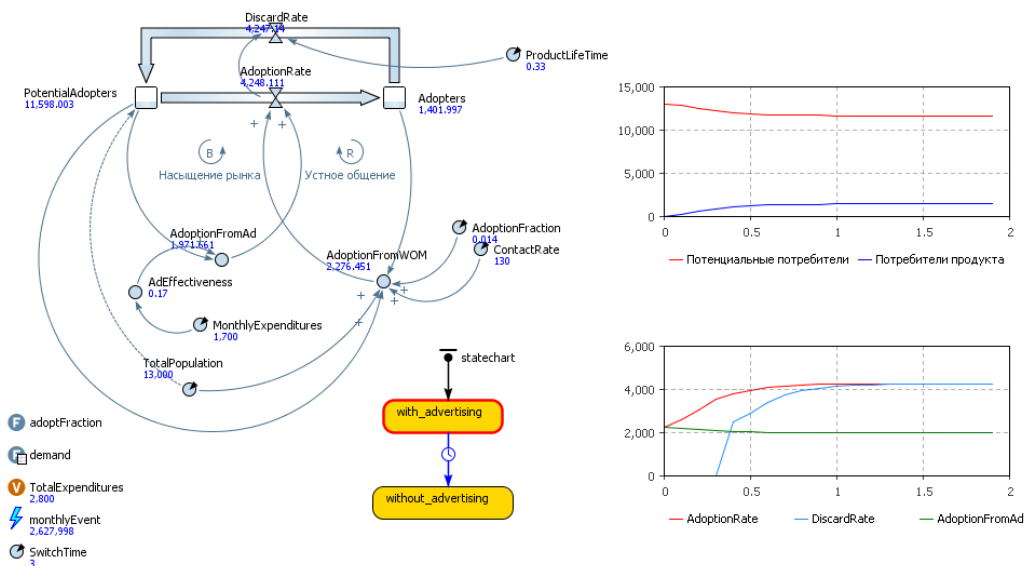 DiscardRate
4,247.14
ProductLifeTime
0.33
AdoptionRate
4,248.111
PotentialAdopters
11,598.003
Adopters
1,401.997
+
+
B
R
Насыщение рынка
Устное общение
AdoptionFromAd
1,971.661
AdoptionFraction
0.014
AdoptionFromWOM
2,276.451
ContactRate
130
AdEffectiveness
0.17
+
+
+
+
MonthlyExpenditures
1,700
TotalPopulation
13,000
statechart
with_advertising
without_advertising
F adoptFraction
demand
V TotalExpenditures
2,800
monthlyEvent
2,627,998
SwitchTime
3
15,000
10,000
5,000
0
0 0.5 1 1.5 2
Потенциальные потребители Потребители продукта
6,000
4,000
2,000
0
0 0.5 1 1.5 2
AdoptionRate DiscardRate AdoptionFromAd